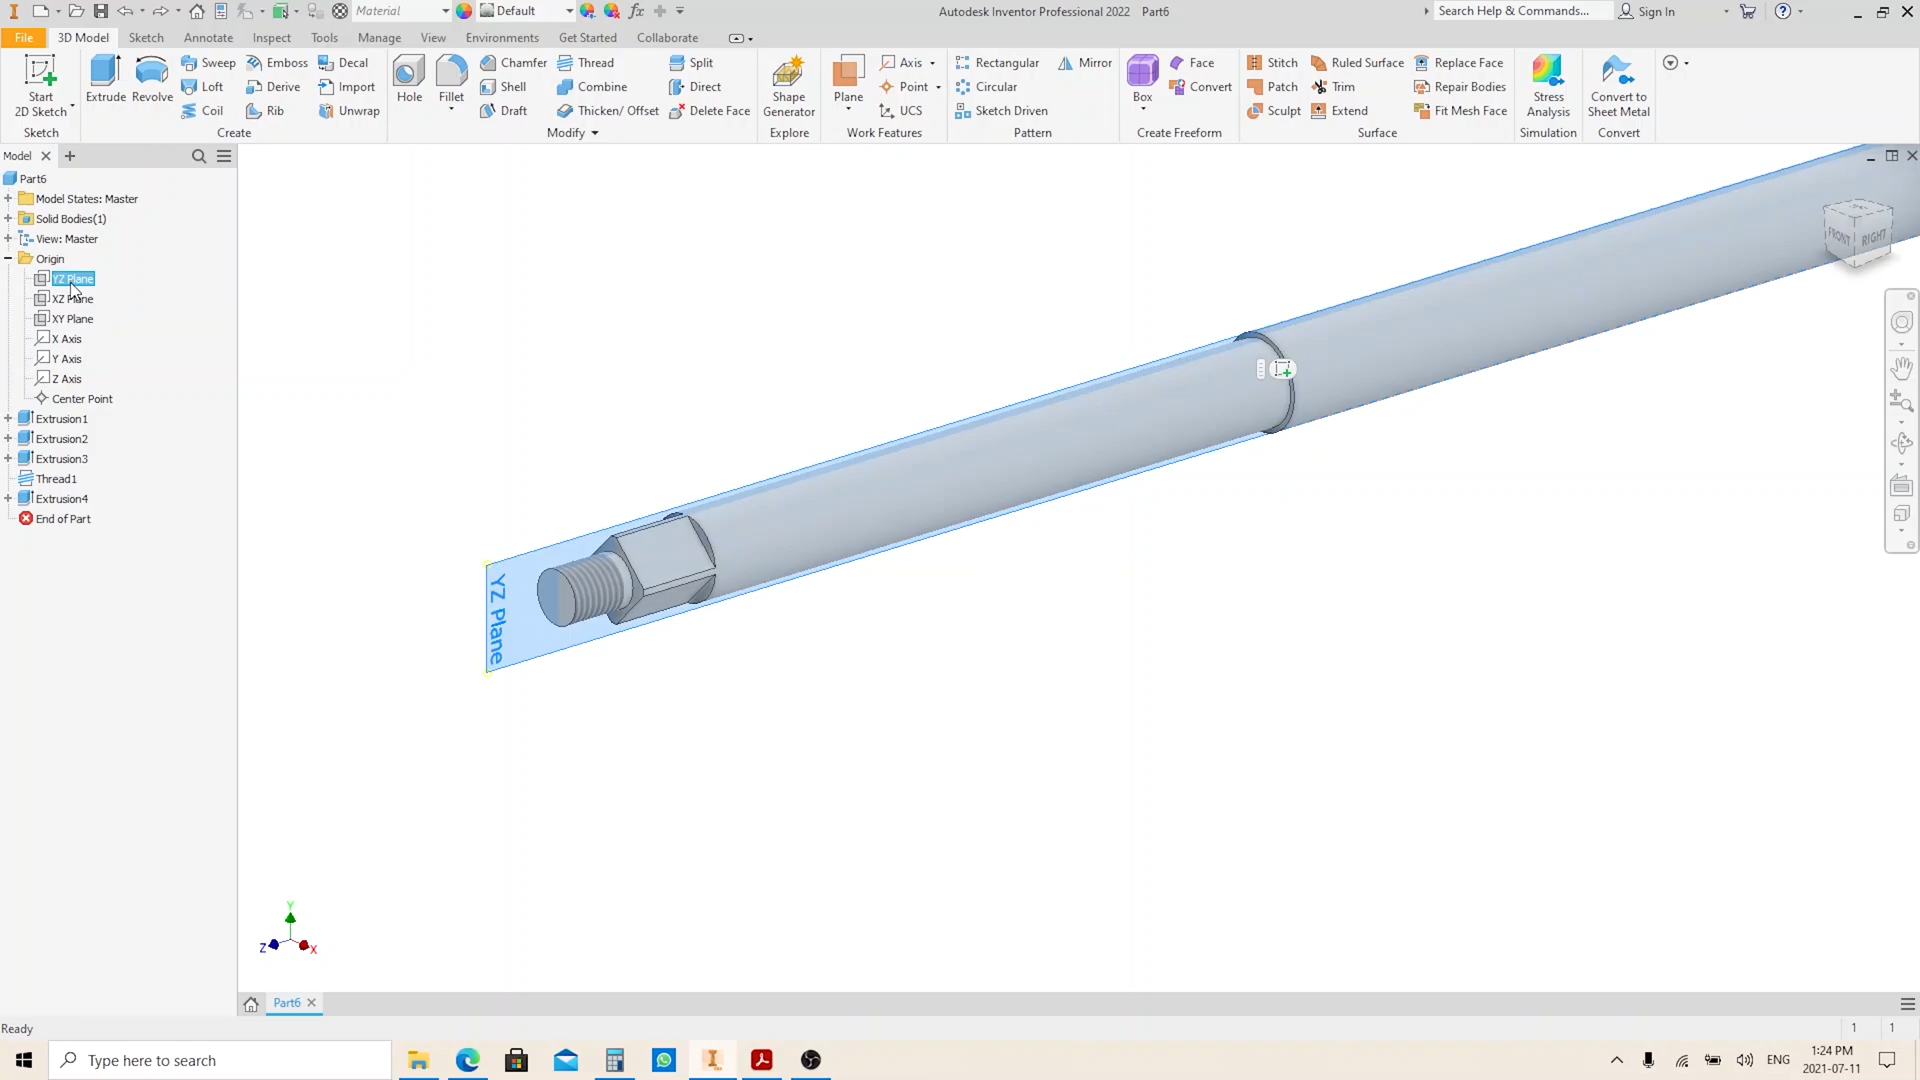 Material
Default
Autodesk Inventor Professional 2022 Part6
Search Help & Commands...
Sign In
File
3D Model
Sketch
Annotate
Inspect
Tools
Manage
View
Environments
Get Started
Collaborate
Start
2D Sketch
Sketch
Extrude
Revolve
Sweep
Loft
Coil
Emboss
Derive
Rib
Decal
Import
Unwrap
Create
Hole
Fillet
Chamfer
Shell
Draft
Thread
Combine
Thicken/ Offset
Split
Direct
Delete Face
Modify
Shape
Generator
Explore
Plane
Axis
Point
UCS
Work Features
Rectangular
Circular
Sketch Driven
Mirror
Pattern
Box
Face
Convert
Create Freeform
Stitch
Patch
Sculpt
Ruled Surface
Trim
Extend
Replace Face
Repair Bodies
Fit Mesh Face
Surface
Stress
Analysis
Simulation
Convert to
Sheet Metal
Convert
Model
Part6
Model States: Master
Solid Bodies(1)
View: Master
Origin
YZ Plane
XZ Plane
XY Plane
X Axis
Y Axis
Z Axis
Center Point
Extrusion1
Extrusion2
Extrusion3
Thread1
Extrusion4
End of Part
YZ Plane
FRONT
RIGHT
Y
Z
X
Part6
Ready
1
1
Type here to search
ENG
1:24 PM
2021-07-11